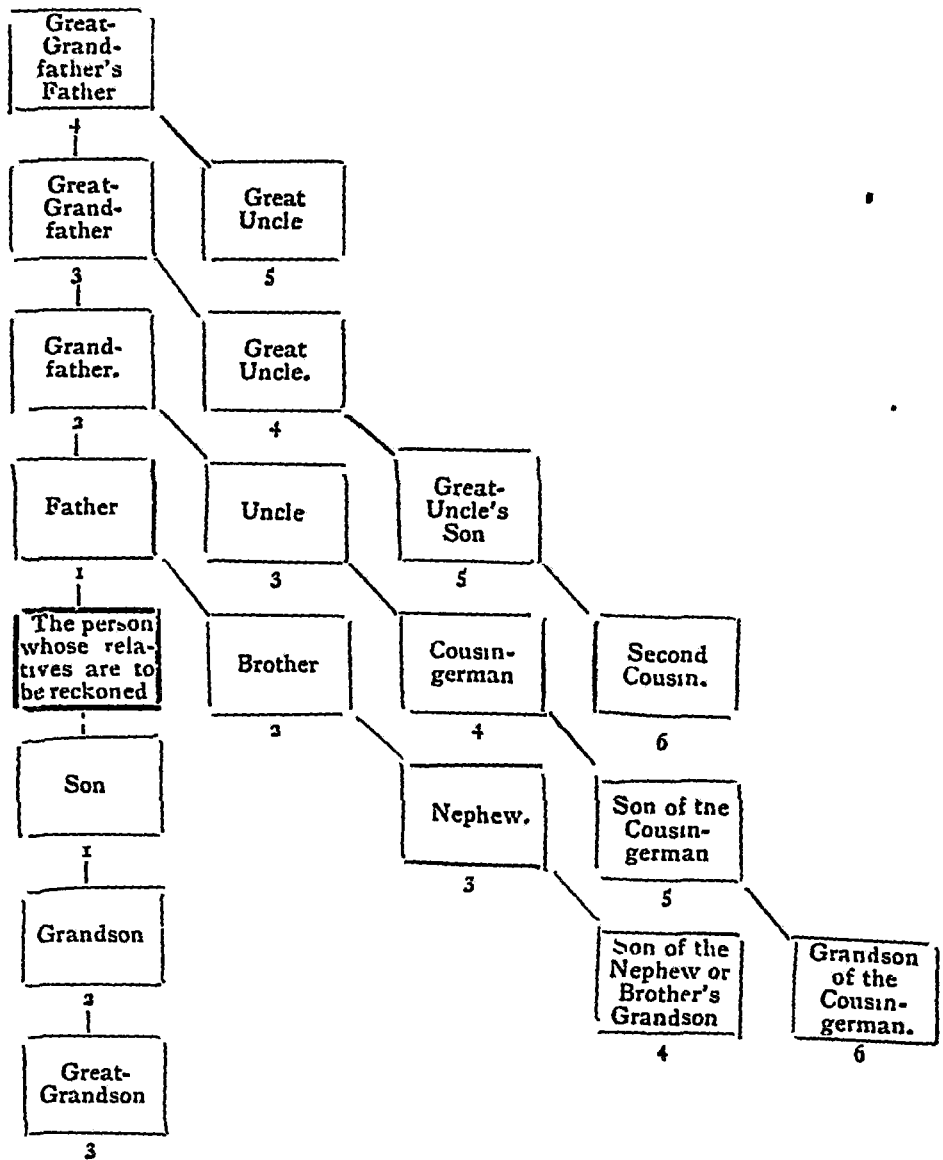 Great-
Grand-
father's
Father
4
Great-
Grand-
father
3
Great
Uncle
5
Grand-
father.
2
Great
Uncle.
4
Father
1
Uncle
3
Great-
Uncle's
Son
5
The person
whose rela-
tives are to
be reckoned
Brother
2
Cousin-
german
4
Second
Cousin.
6
Son
1
Nephew.
3
Son of the
Cousin-
german
5
Grandson
2
Son of the
Nephew or
Brother's
Grandson
4
Grandson
of the
Cousin-
german.
6
Great-
Grandson
3